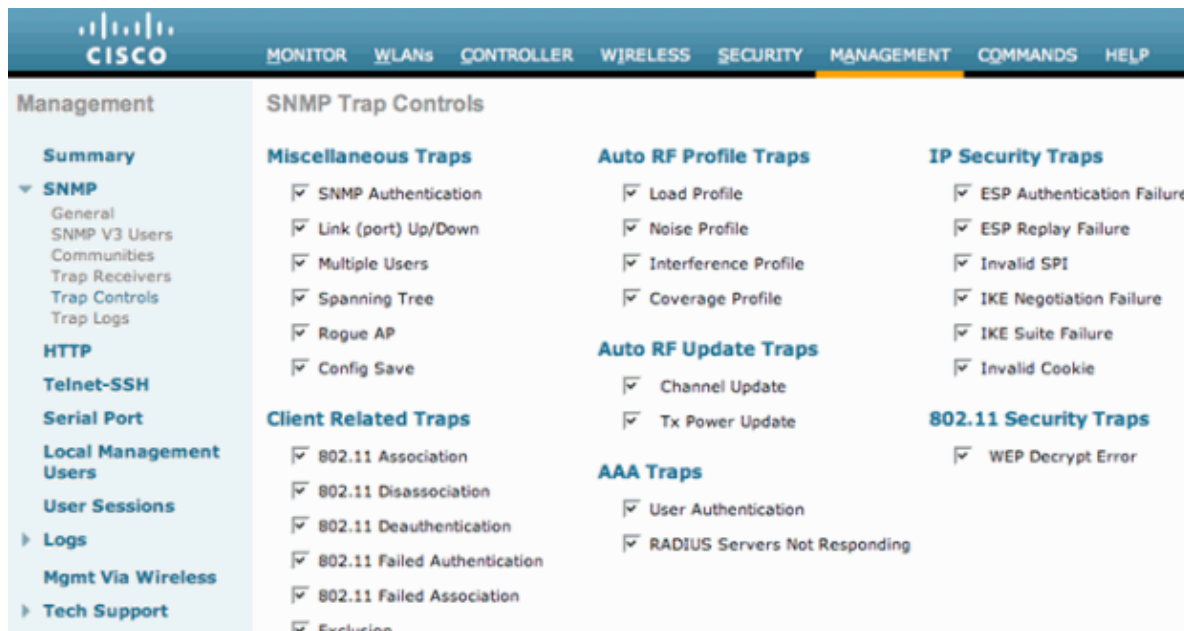 CISCO
MONITOR WLANs CONTROLLER WIRELESS SECURITY MANAGEMENT COMMANDS HELP
Management
Summary
SNMP
General
SNMP V3 Users
Communities
Trap Receivers
Trap Controls
Trap Logs
HTTP
Telnet-SSH
Serial Port
Local Management
Users
User Sessions
Logs
Mgmt Via Wireless
Tech Support
SNMP Trap Controls
Miscellaneous Traps
SNMP Authentication
Link (port) Up/Down
Multiple Users
Spanning Tree
Rogue AP
Config Save
Client Related Traps
802.11 Association
802.11 Disassociation
802.11 Deauthentication
802.11 Failed Authentication
802.11 Failed Association
Exclusion
Auto RF Profile Traps
Load Profile
Noise Profile
Interference Profile
Coverage Profile
Auto RF Update Traps
Channel Update
Tx Power Update
AAA Traps
User Authentication
RADIUS Servers Not Responding
IP Security Traps
ESP Authentication Failure
ESP Replay Failure
Invalid SPI
IKE Negotiation Failure
IKE Suite Failure
Invalid Cookie
802.11 Security Traps
WEP Decrypt Error